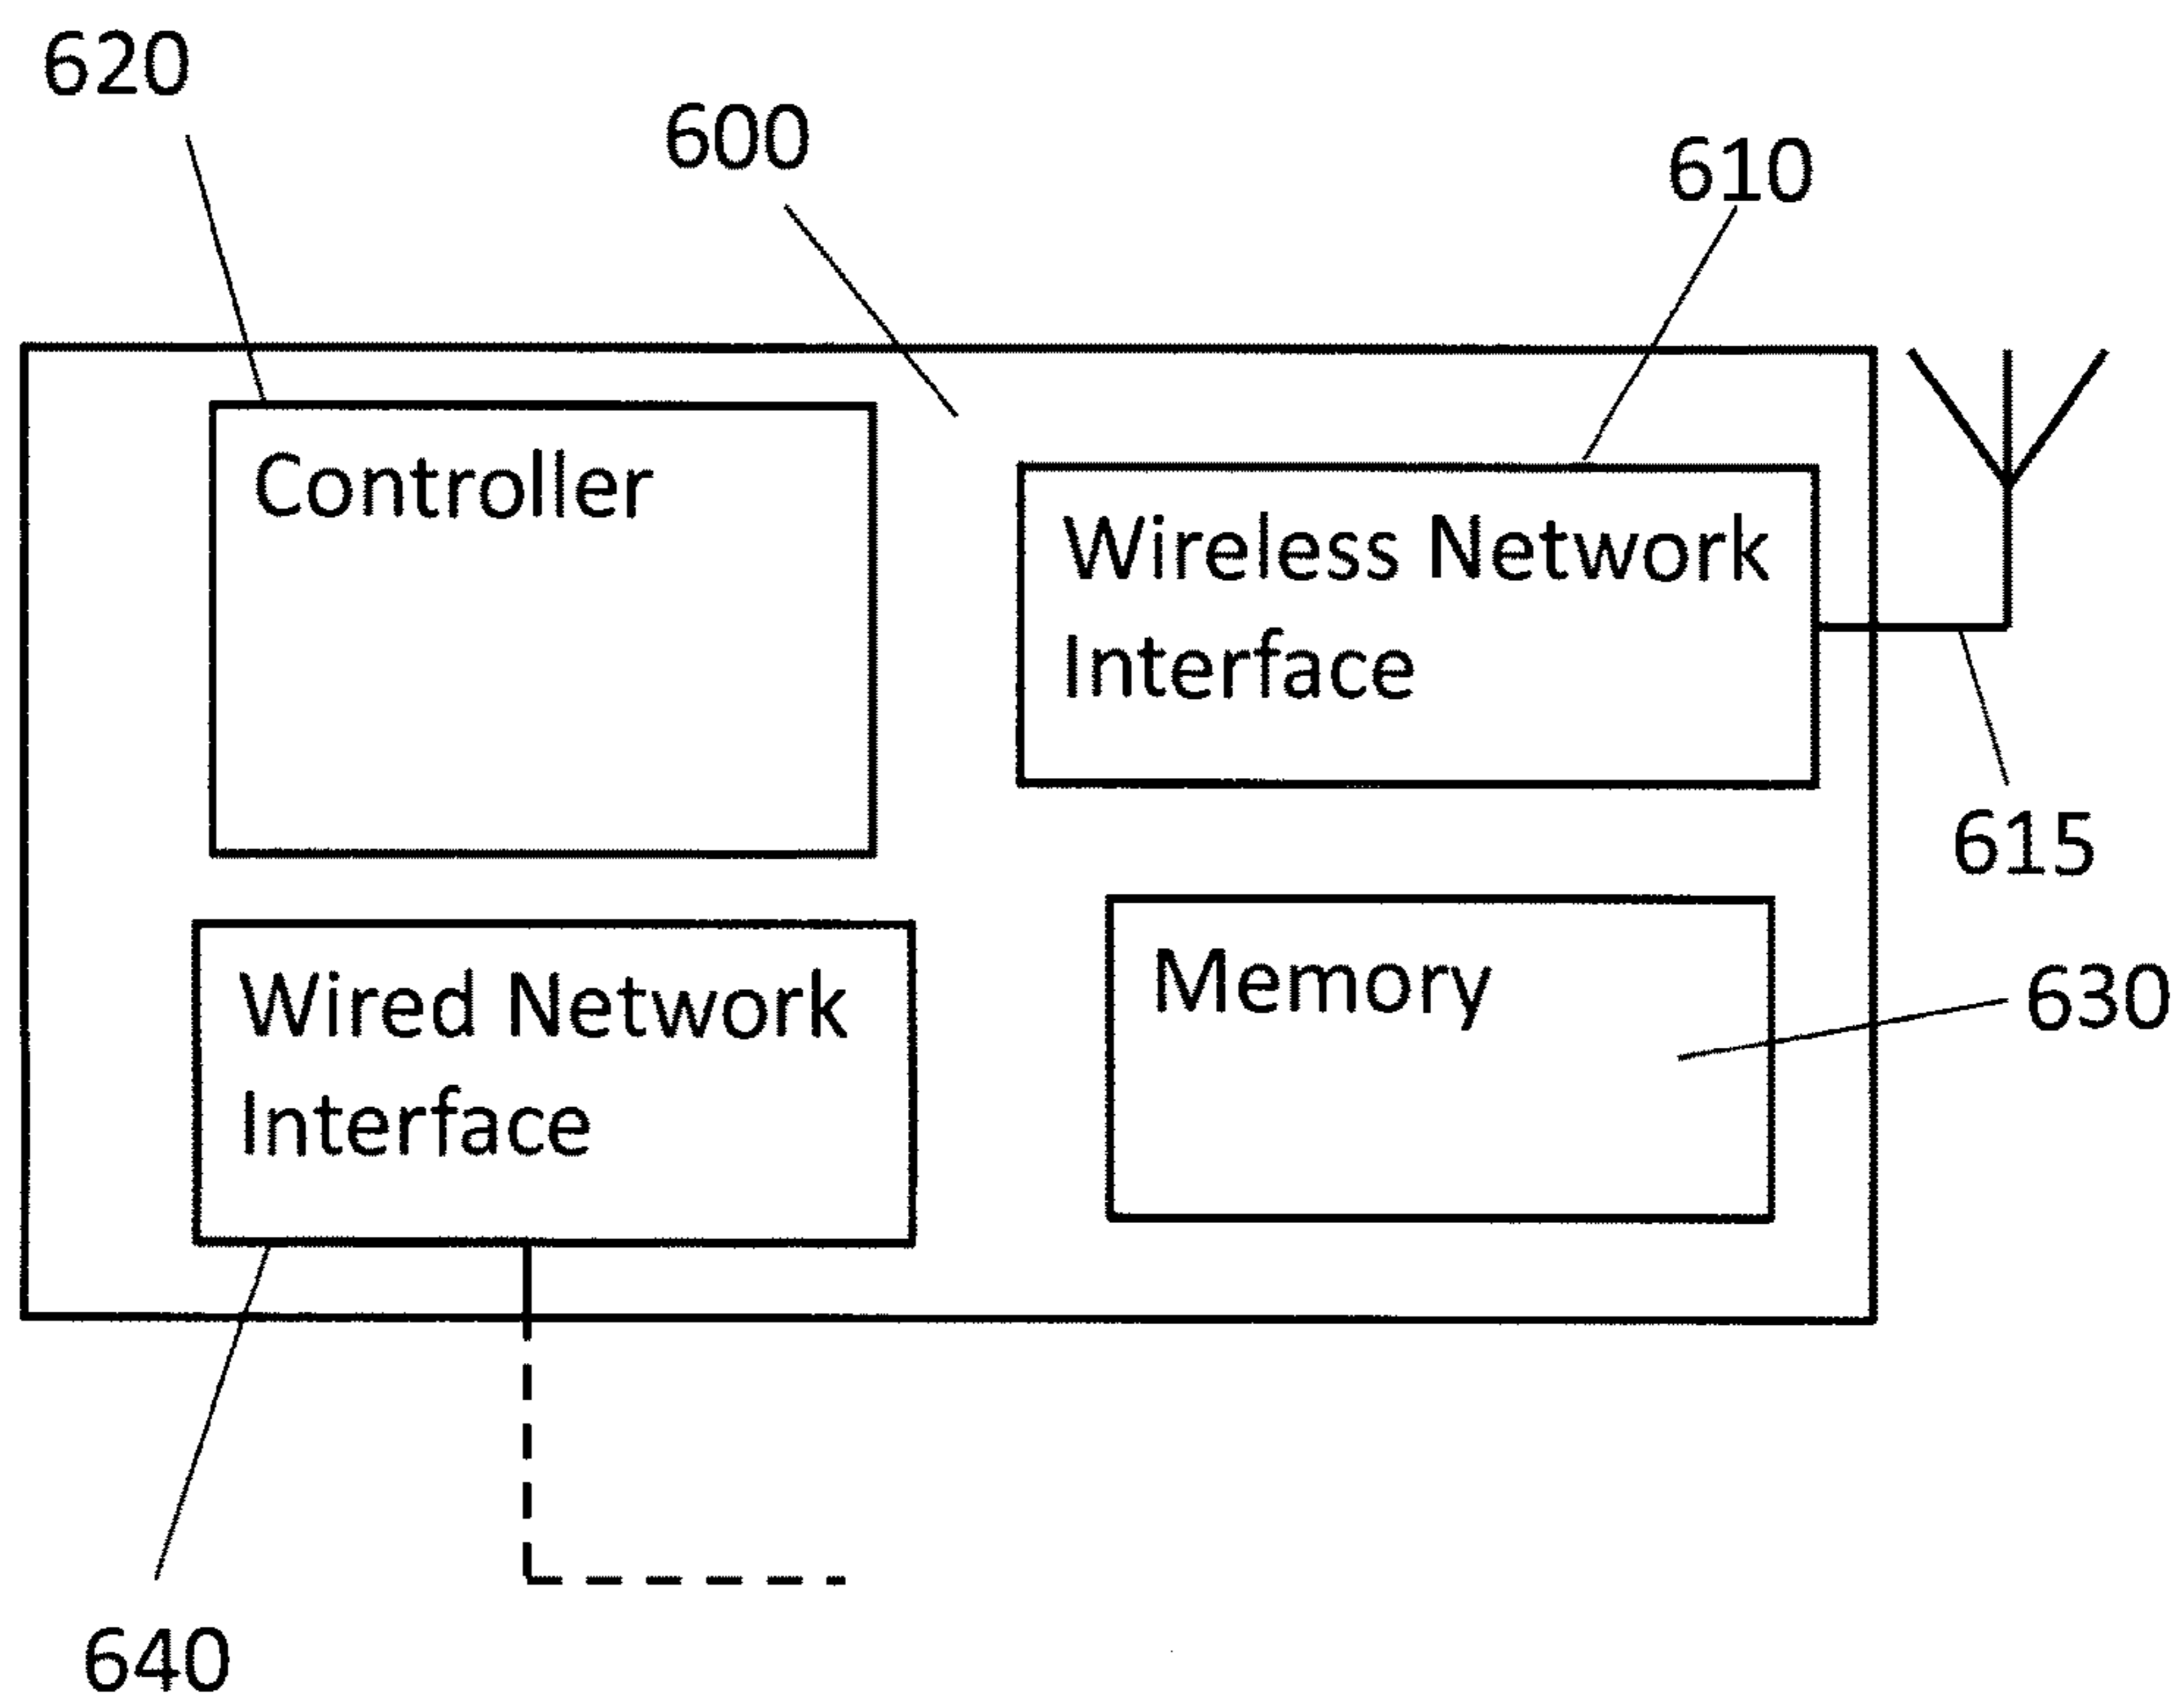 620
600
610
Controller
Wireless Network
Interface
615
Wired Network
Interface
Memory
630
640